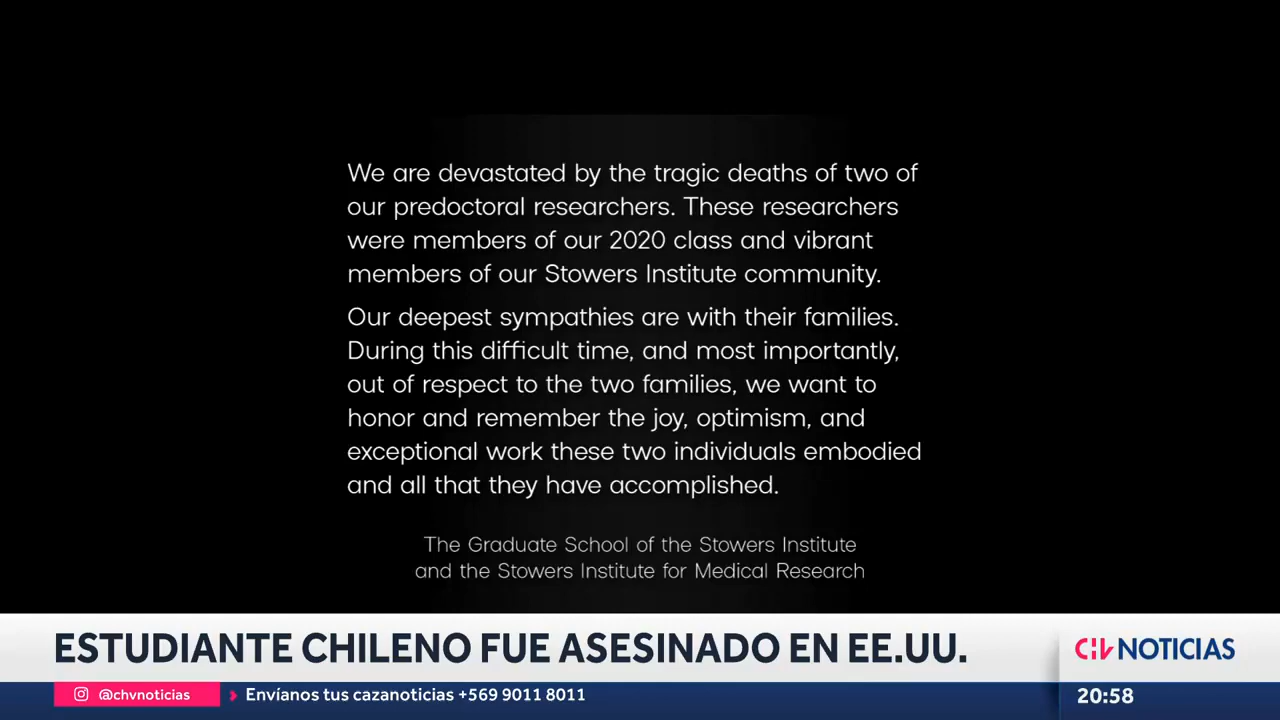 We are devastated by the tragic deaths of two of
our predoctoral researchers. These researchers
were members of our 2020 class and vibrant
members of our Stowers Institute community.
Our deepest sympathies are with their families.
During this difficult time, and most importantly,
out of respect to the two families, we want to
honor and remember the joy, optimism, and
exceptional work these two individuals embodied
and all that they have accomplished.
The Graduate School of the Stowers Institute
and the Stowers Institute for Medical Research
ESTUDIANTE CHILENO FUE ASESINADO EN EE.UU.
CHV NOTICIAS
@chvnoticias
Envíanos tus cazanoticias +569 9011 8011
20:58